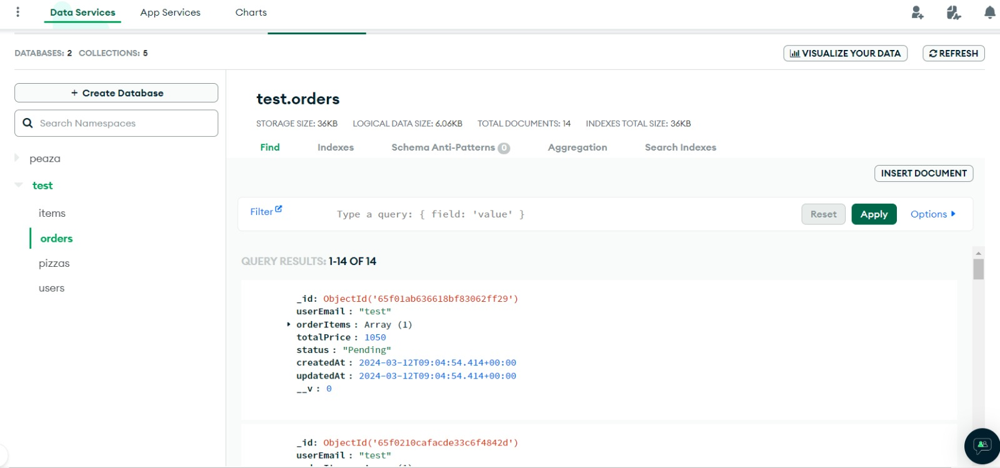 Data Services App Services Charts
DATABASES: 2 COLLECTIONS: 5
VISUALIZE YOUR DATA
REFRESH
+ Create Database
Search Namespaces
peaza
test
items
orders
pizzas
users
test.orders
STORAGE SIZE: 36KB LOGICAL DATA SIZE: 6.06KB TOTAL DOCUMENTS: 14 INDEXES TOTAL SIZE: 36KB
Find Indexes Schema Anti-Patterns 0 Aggregation Search Indexes
INSERT DOCUMENT
Filter Type a query: { field: 'value' } Reset Apply Options
QUERY RESULTS: 1-14 OF 14
_id: ObjectId('65f01ab636618bf83062ff29')
userEmail : "test"
orderItems : Array (1)
totalPrice : 1050
status : "Pending"
createdAt : 2024-03-12T09:04:54.414+00:00
updatedAt : 2024-03-12T09:04:54.414+00:00
__v : 0
_id: ObjectId('65f0210cafacde33c6f4842d')
userEmail : "test"